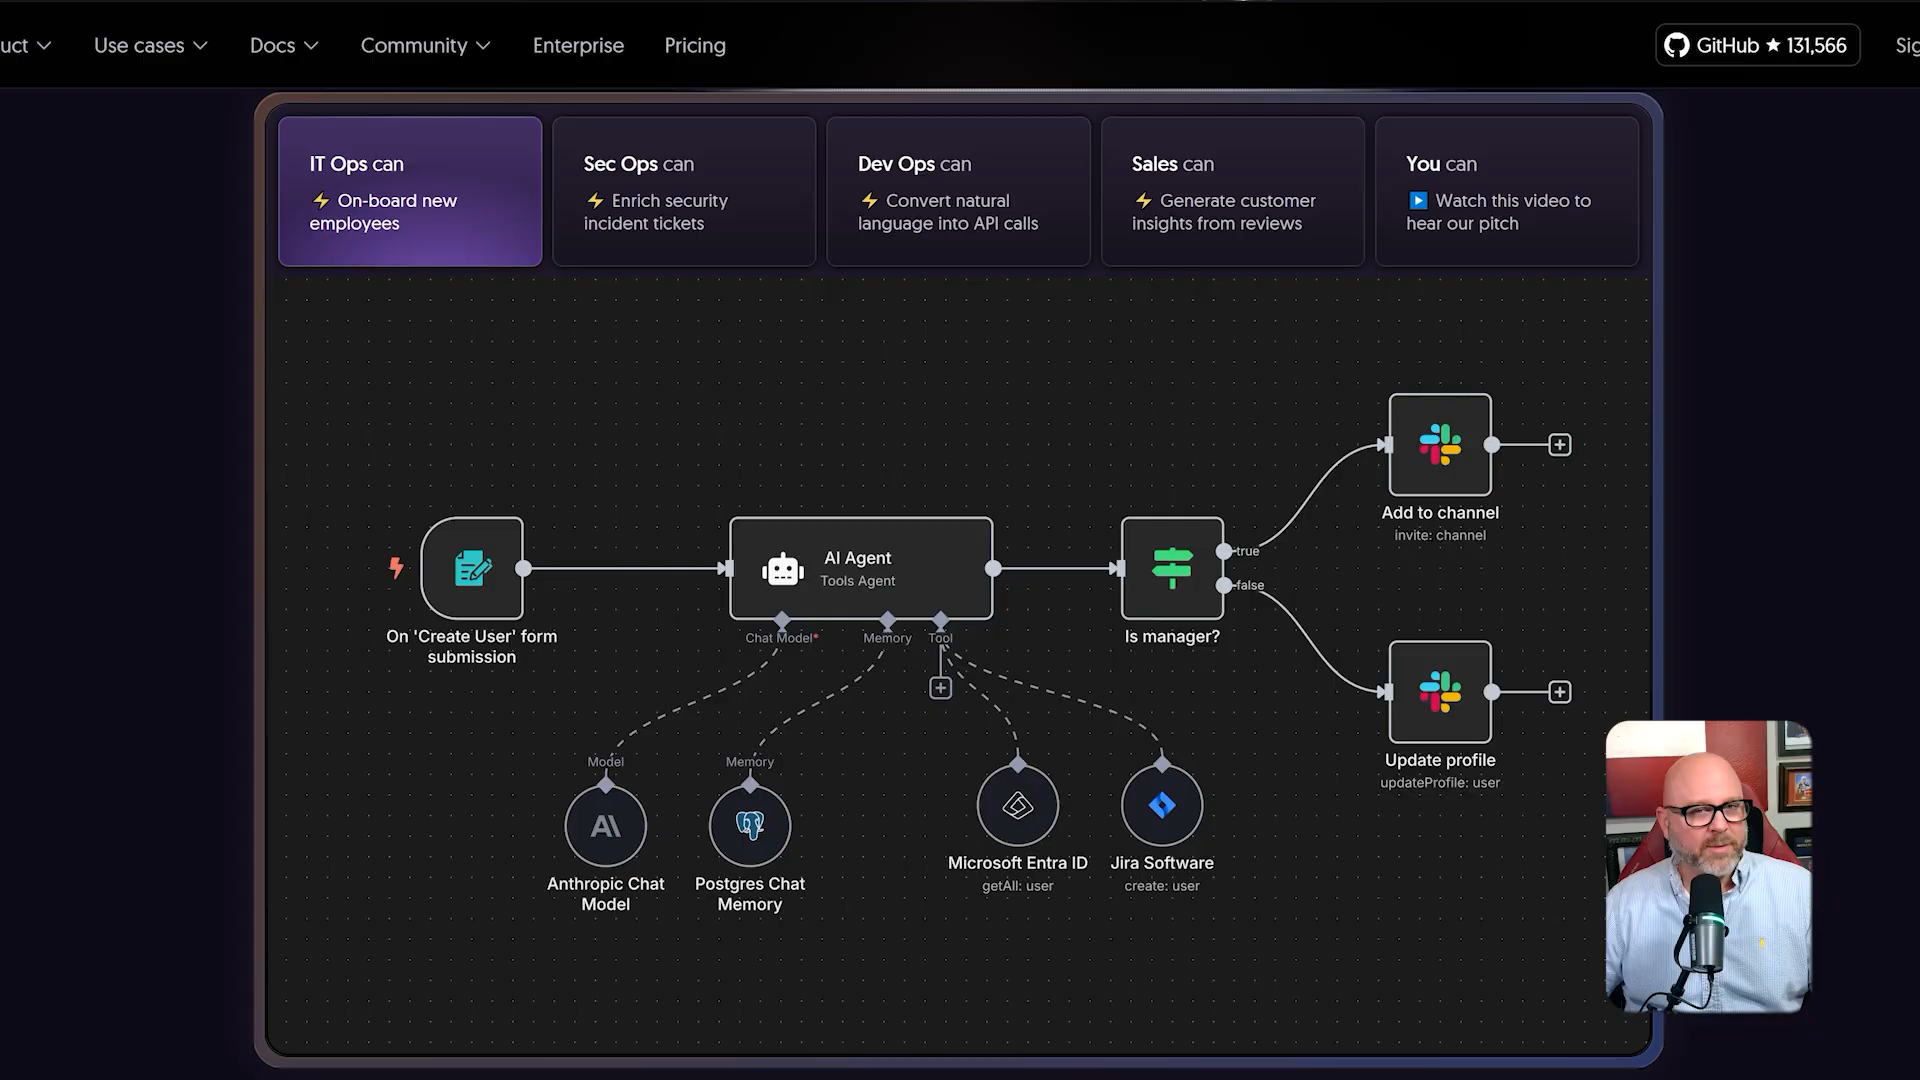 uct
Use cases
Docs
Community
Enterprise
Pricing
GitHub ★ 131,566
Sig
IT Ops can
⚡ On-board new
employees
Sec Ops can
⚡ Enrich security
incident tickets
Dev Ops can
⚡ Convert natural
language into API calls
Sales can
⚡ Generate customer
insights from reviews
You can
▶️ Watch this video to
hear our pitch
Add to channel
invite: channel
AI Agent
Tools Agent
true
false
On 'Create User' form
submission
Chat Model*
Memory
Tool
Is manager?
Model
Memory
Update profile
updateProfile: user
Anthropic Chat
Model
Postgres Chat
Memory
Microsoft Entra ID
getAll: user
Jira Software
create: user